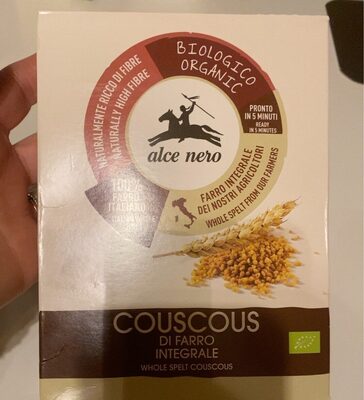 BIOLOGICO
ORGANIC
NATURALMENTE RICCO DI FIBRE
NATURALLY HIGH FIBRE
PRONTO
IN 5 MINUTI
READY
IN 5 MINUTES
alce nero
100%
FARRO
ITALIANO
FARRO INTEGRALE
DEI NOSTRI AGRICOLTORI
WHOLE SPELT FROM OUR FARMERS
COUSCOUS
DI FARRO
INTEGRALE
WHOLE SPELT COUSCOUS